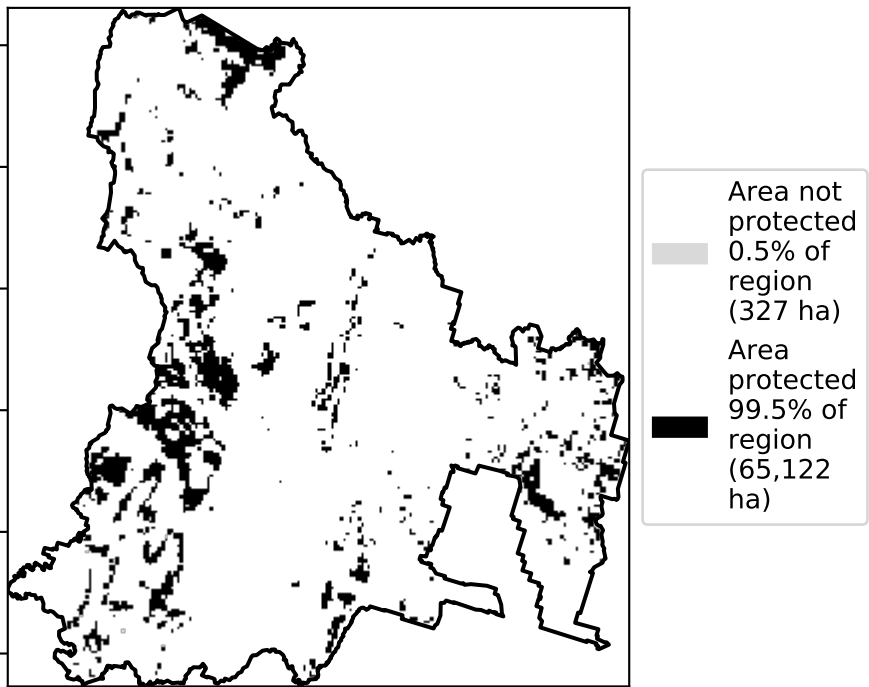 Area not
protected
0.5% of
region
(327 ha)
Area
protected
99.5% of
region
(65,122
ha)